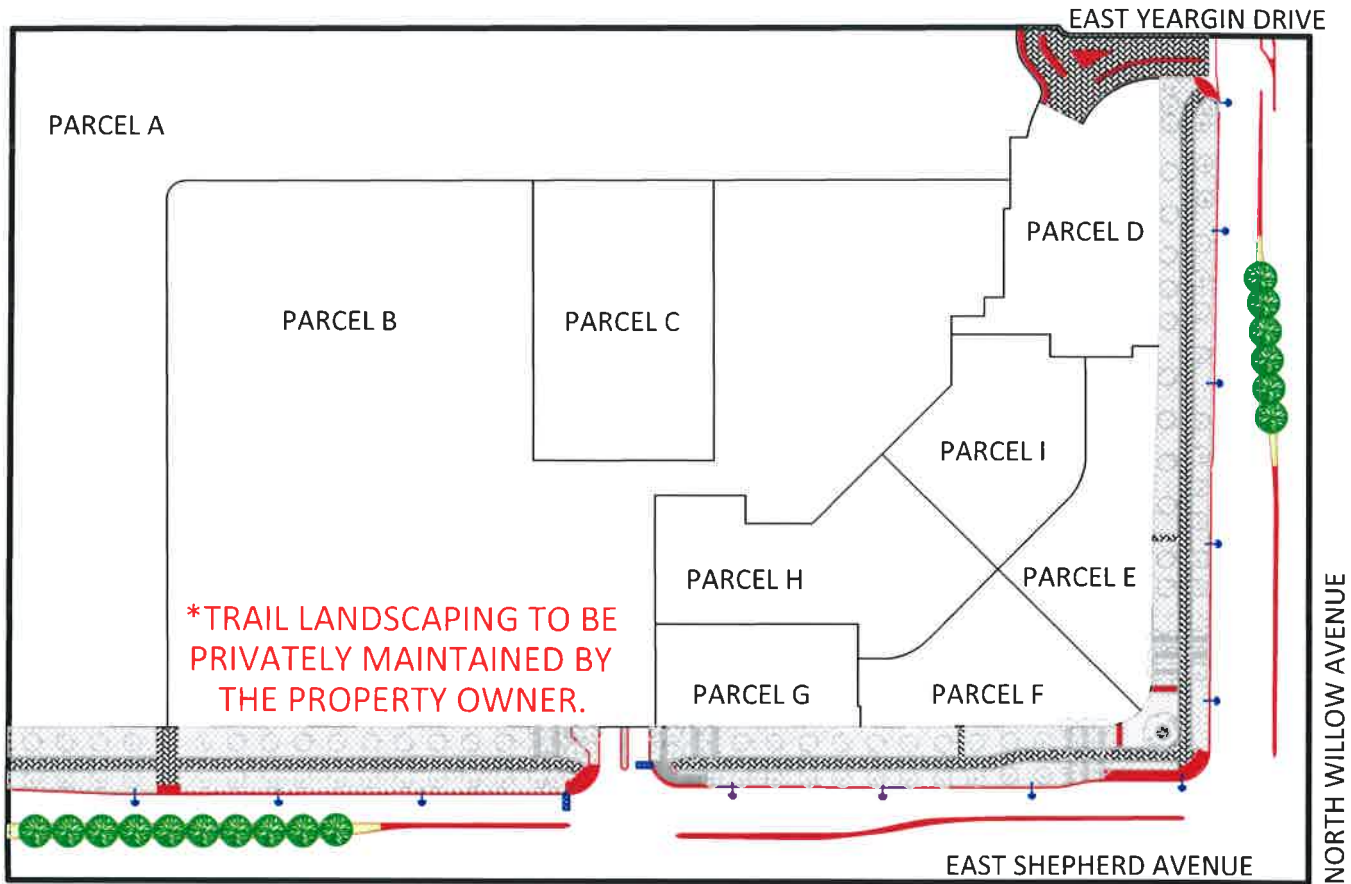 EAST YEARGIN DRIVE
PARCEL A
PARCEL D
PARCEL B
PARCEL C
PARCEL I
PARCEL H
PARCEL E
*TRAIL LANDSCAPING TO BE
PRIVATELY MAINTAINED BY
THE PROPERTY OWNER.
PARCEL G
PARCEL F
NORTH WILLOW AVENUE
EAST SHEPHERD AVENUE